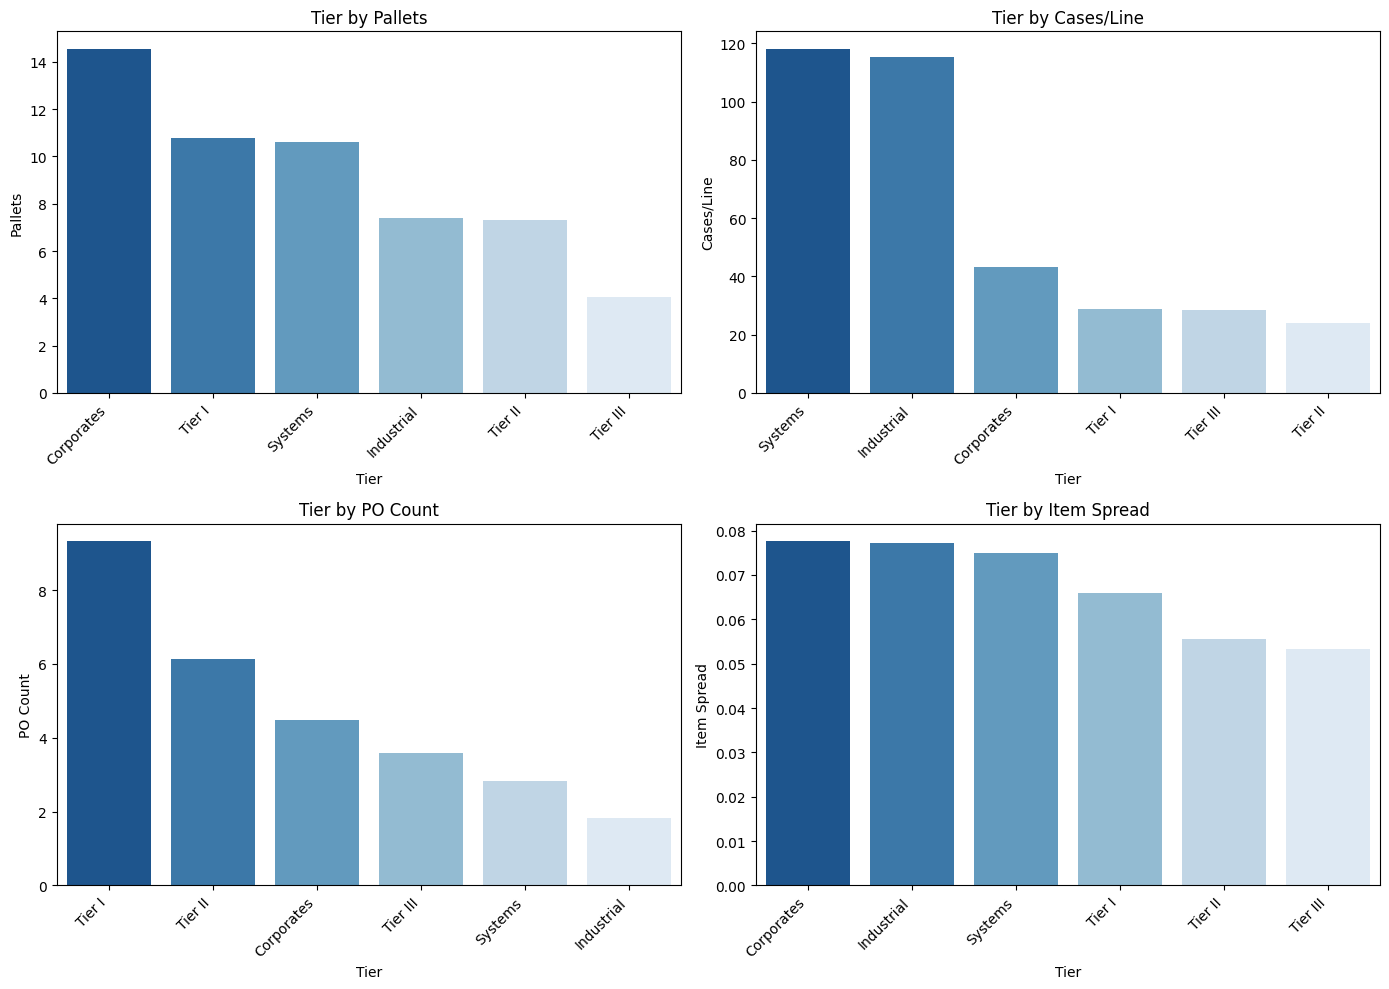 Tier by Pallets
14
12
10
8
6
4
2
0
Pallets
Corporates
Tier I
Systems
Industrial
Tier II
Tier III
Tier
Tier by Cases/Line
120
100
80
60
40
20
0
Cases/Line
Systems
Industrial
Corporates
Tier I
Tier III
Tier II
Tier
Tier by PO Count
8
6
4
2
0
PO Count
Tier I
Tier II
Corporates
Tier III
Systems
Industrial
Tier
Tier by Item Spread
0.08
0.07
0.06
0.05
0.04
0.03
0.02
0.01
0.00
Item Spread
Corporates
Industrial
Systems
Tier I
Tier II
Tier III
Tier